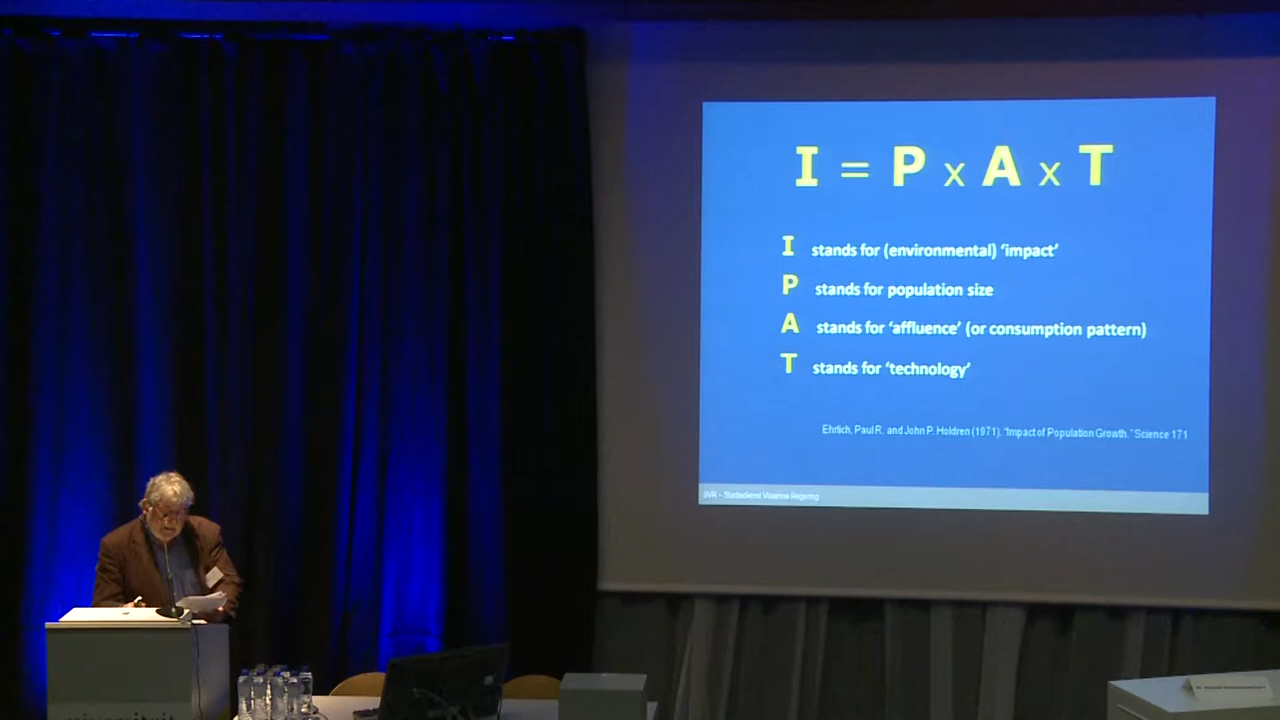 I = P x A x T
I stands for (environmental) ‘impact’
P stands for population size
A stands for ‘affluence’ (or consumption pattern)
T stands for ‘technology’
Ehrlich, Paul R. and John P. Holdren (1971). “Impact of Population Growth.” Science 171
SVR – Studiedienst Vlaamse Regering